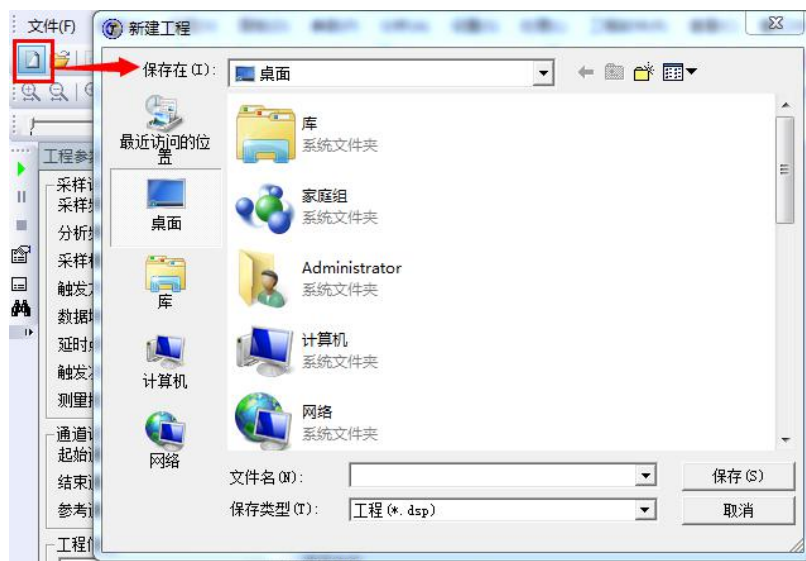 文件(F)
新建工程
保存在(I):
桌面
最近访问的位
置
桌面
库
计算机
网络
库
系统文件夹
家庭组
系统文件夹
Administrator
系统文件夹
计算机
系统文件夹
网络
系统文件夹
文件名(N):
保存(S)
保存类型(T):
工程(*.dsp)
取消
工程参
采样
采样
分析
采样
触发
数据
延时
触发
测量
通道
起始
结束
参考
工程